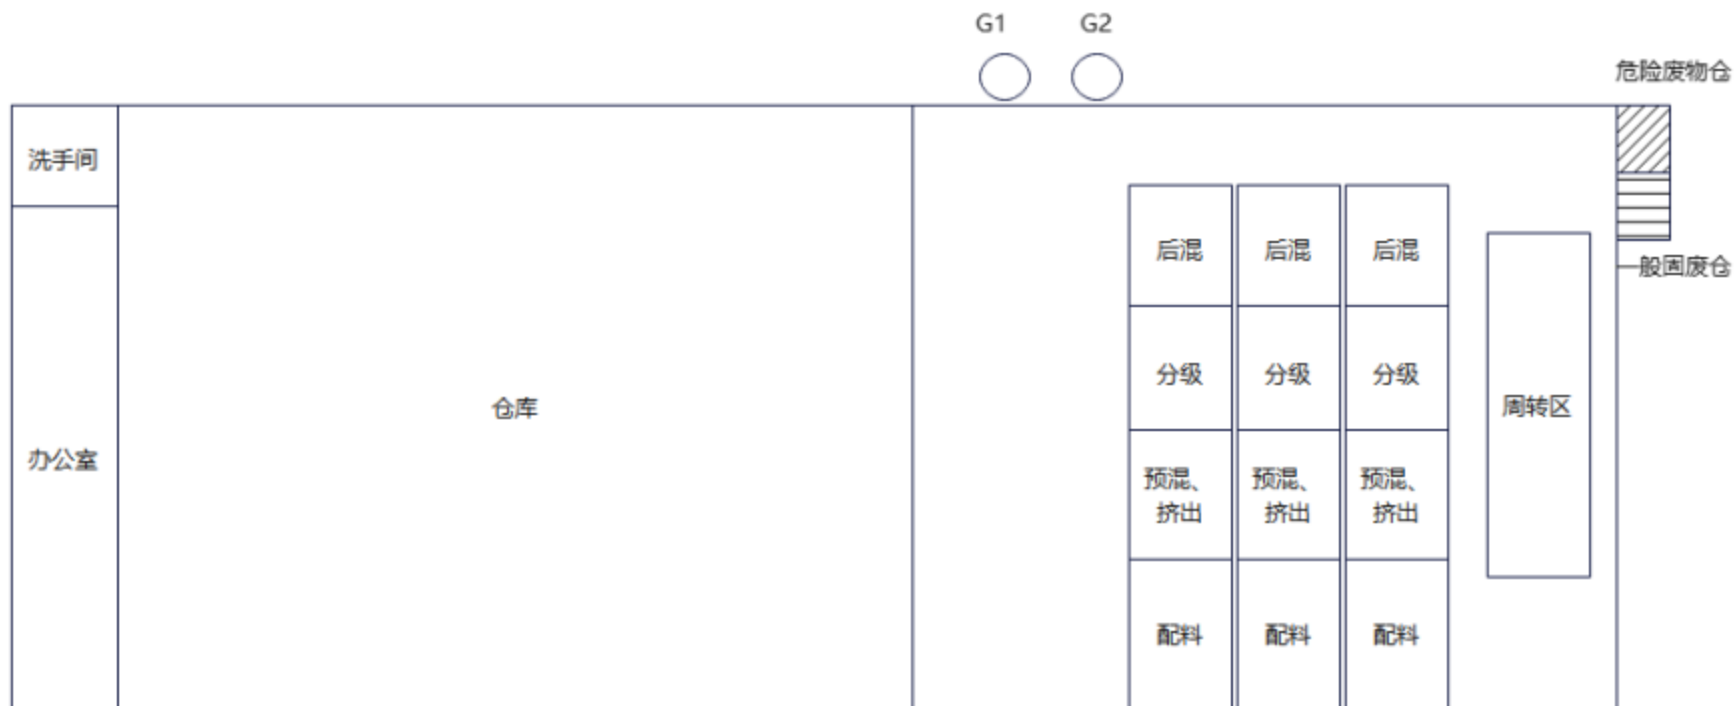 G1 G2
危险废物仓
洗手间
后混 后混 后混
一般固废仓
分级 分级 分级
仓库
周转区
办公室
预混、 预混、 预混、
挤出 挤出 挤出
配料 配料 配料